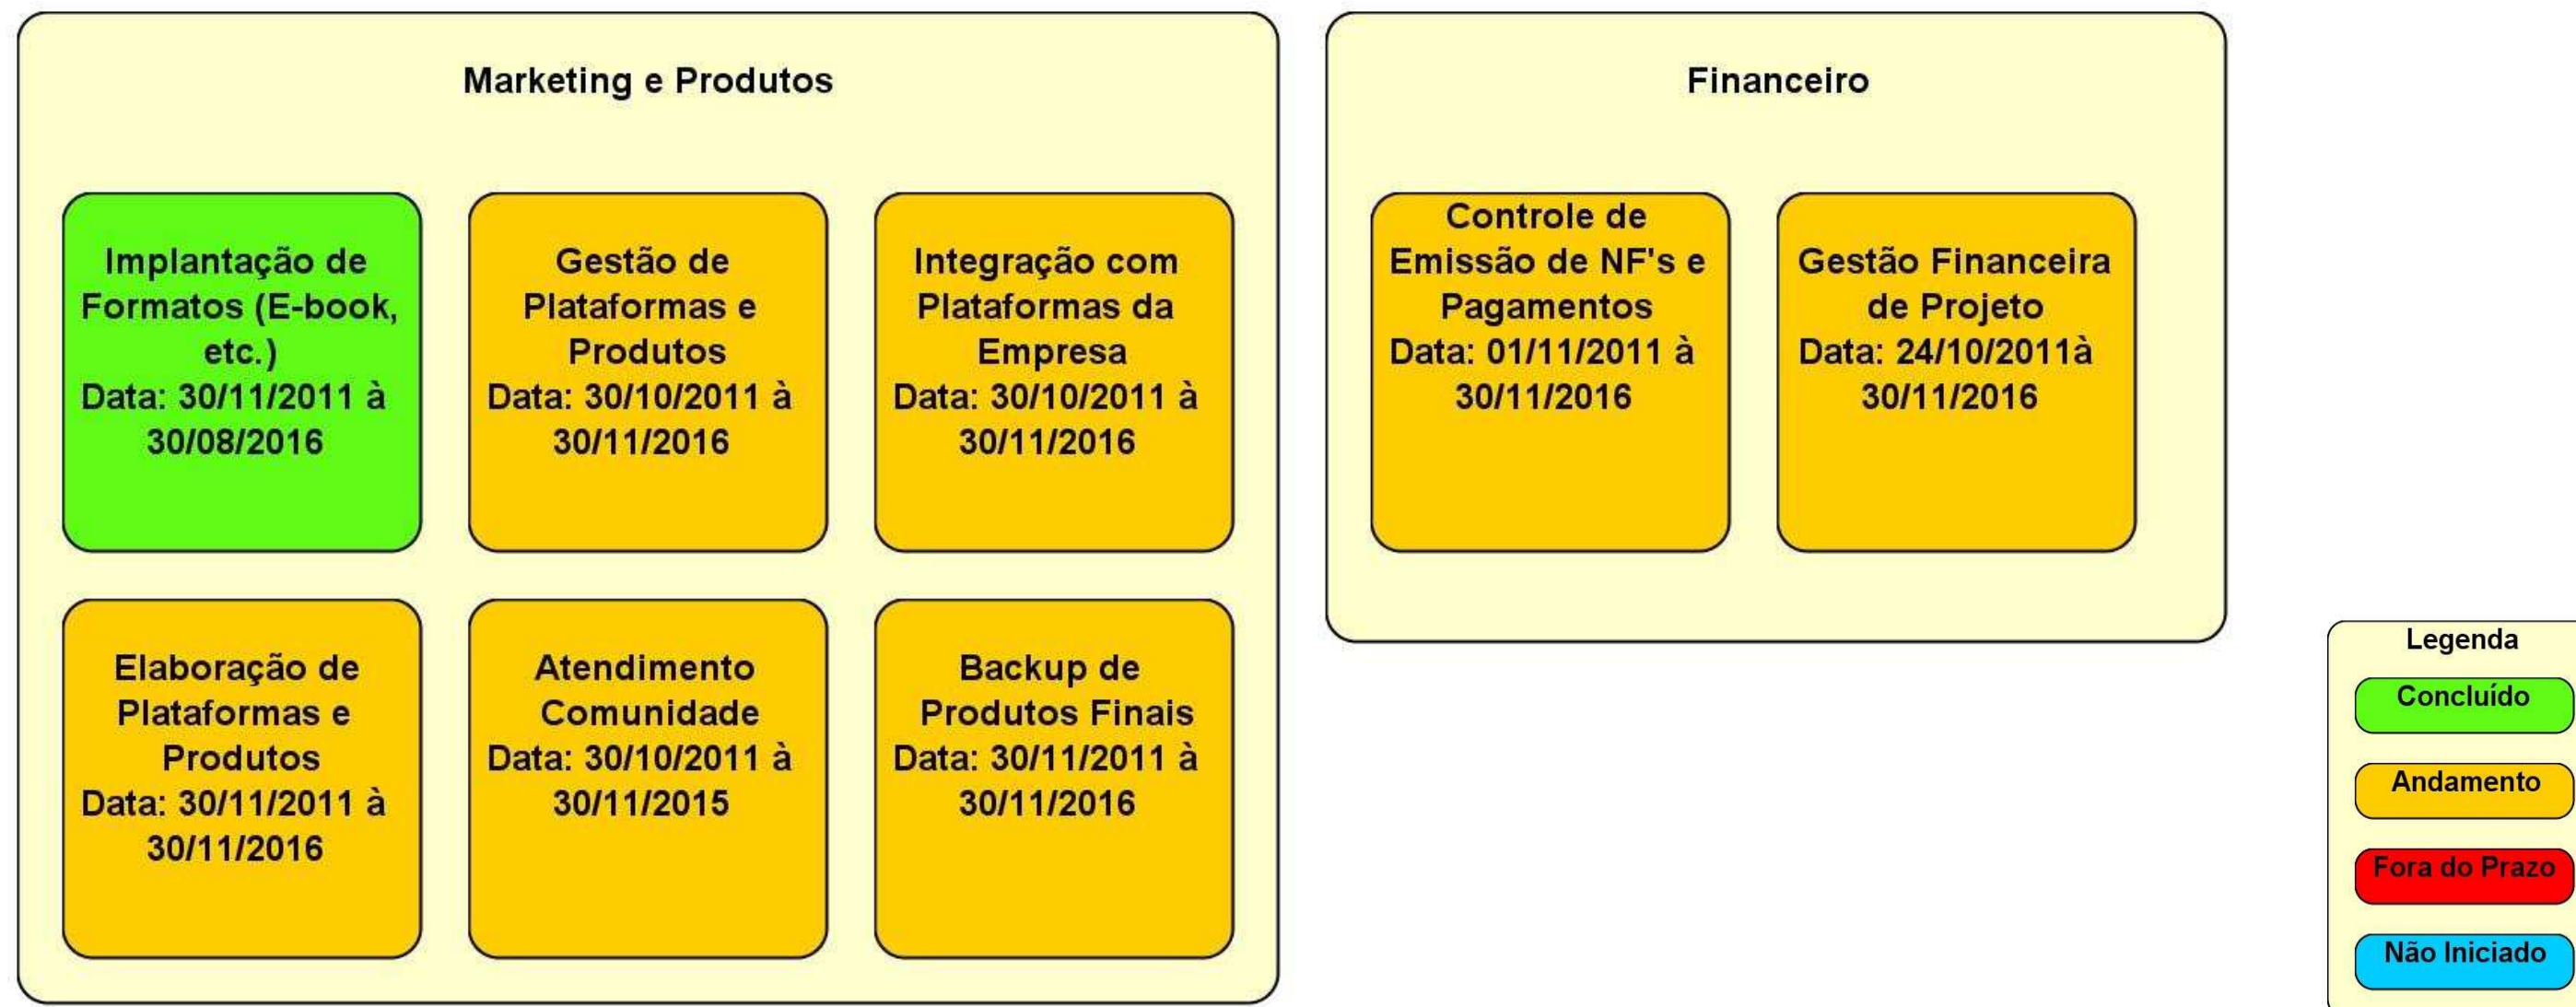 Marketing e Produtos
Implantação de
Formatos (E-book,
etc.)
Data: 30/11/2011 à
30/08/2016
Gestão de
Plataformas e
Produtos
Data: 30/10/2011 à
30/11/2016
Integração com
Plataformas da
Empresa
Data: 30/10/2011 à
30/11/2016
Elaboração de
Plataformas e
Produtos
Data: 30/11/2011 à
30/11/2016
Atendimento
Comunidade
Data: 30/10/2011 à
30/11/2015
Backup de
Produtos Finais
Data: 30/11/2011 à
30/11/2016
Financeiro
Controle de
Emissão de NF's e
Pagamentos
Data: 01/11/2011 à
30/11/2016
Gestão Financeira
de Projeto
Data: 24/10/2011à
30/11/2016
Legenda
Concluído
Andamento
Fora do Prazo
Não Iniciado